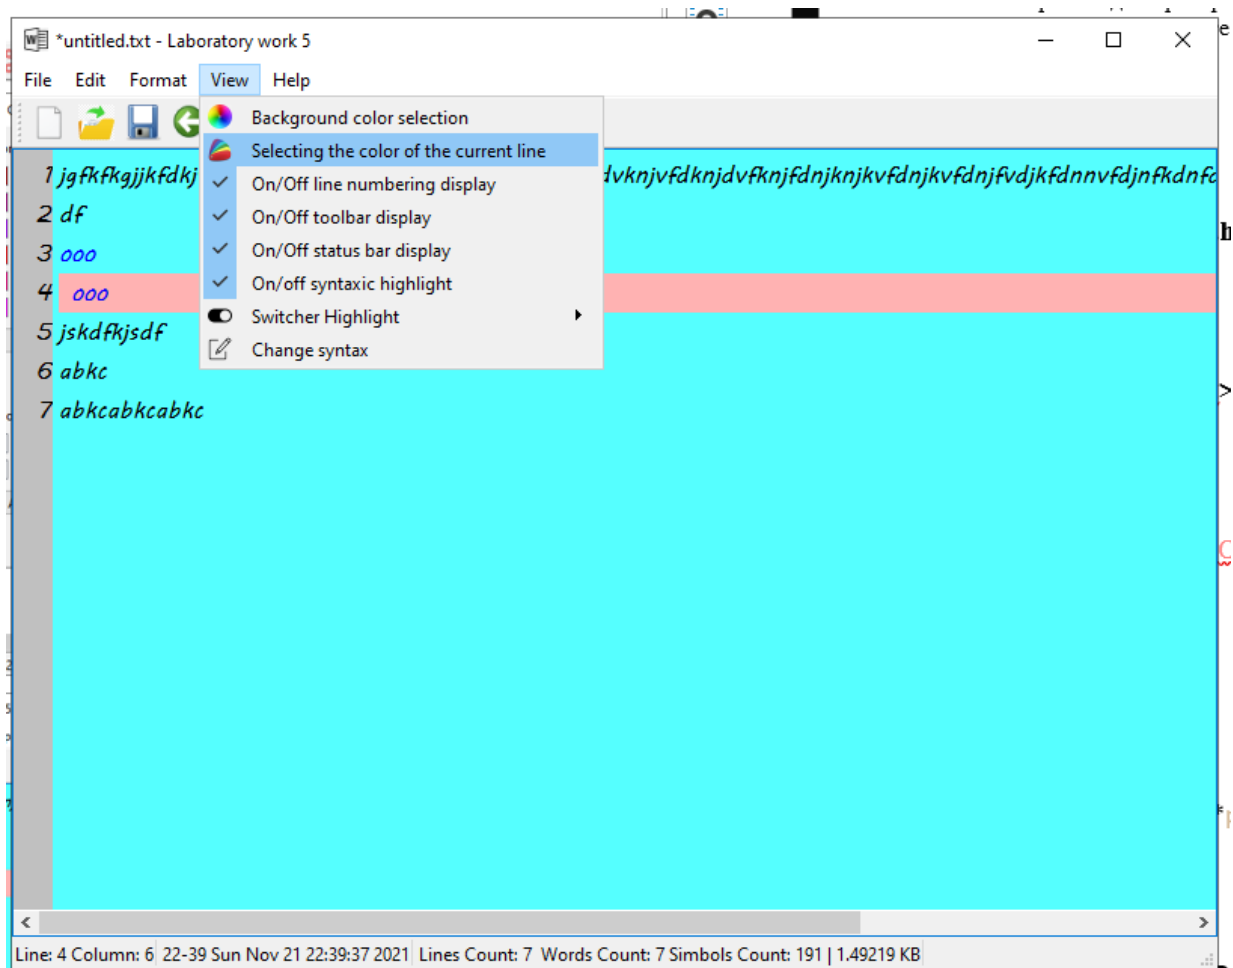 *untitled.txt - Laboratory work 5
File Edit Format View Help
Background color selection
Selecting the color of the current line
On/Off line numbering display
On/Off toolbar display
On/Off status bar display
On/off syntaxic highlight
Switcher Highlight
Change syntax
1 jgfkfkgjjkfdkj
2 df
3 ooo
4 ooo
5 jskdfkjsdf
6 abkc
7 abkcabkcabkc
Line: 4 Column: 6 22-39 Sun Nov 21 22:39:37 2021 Lines Count: 7 Words Count: 7 Simbols Count: 191 | 1.49219 KB